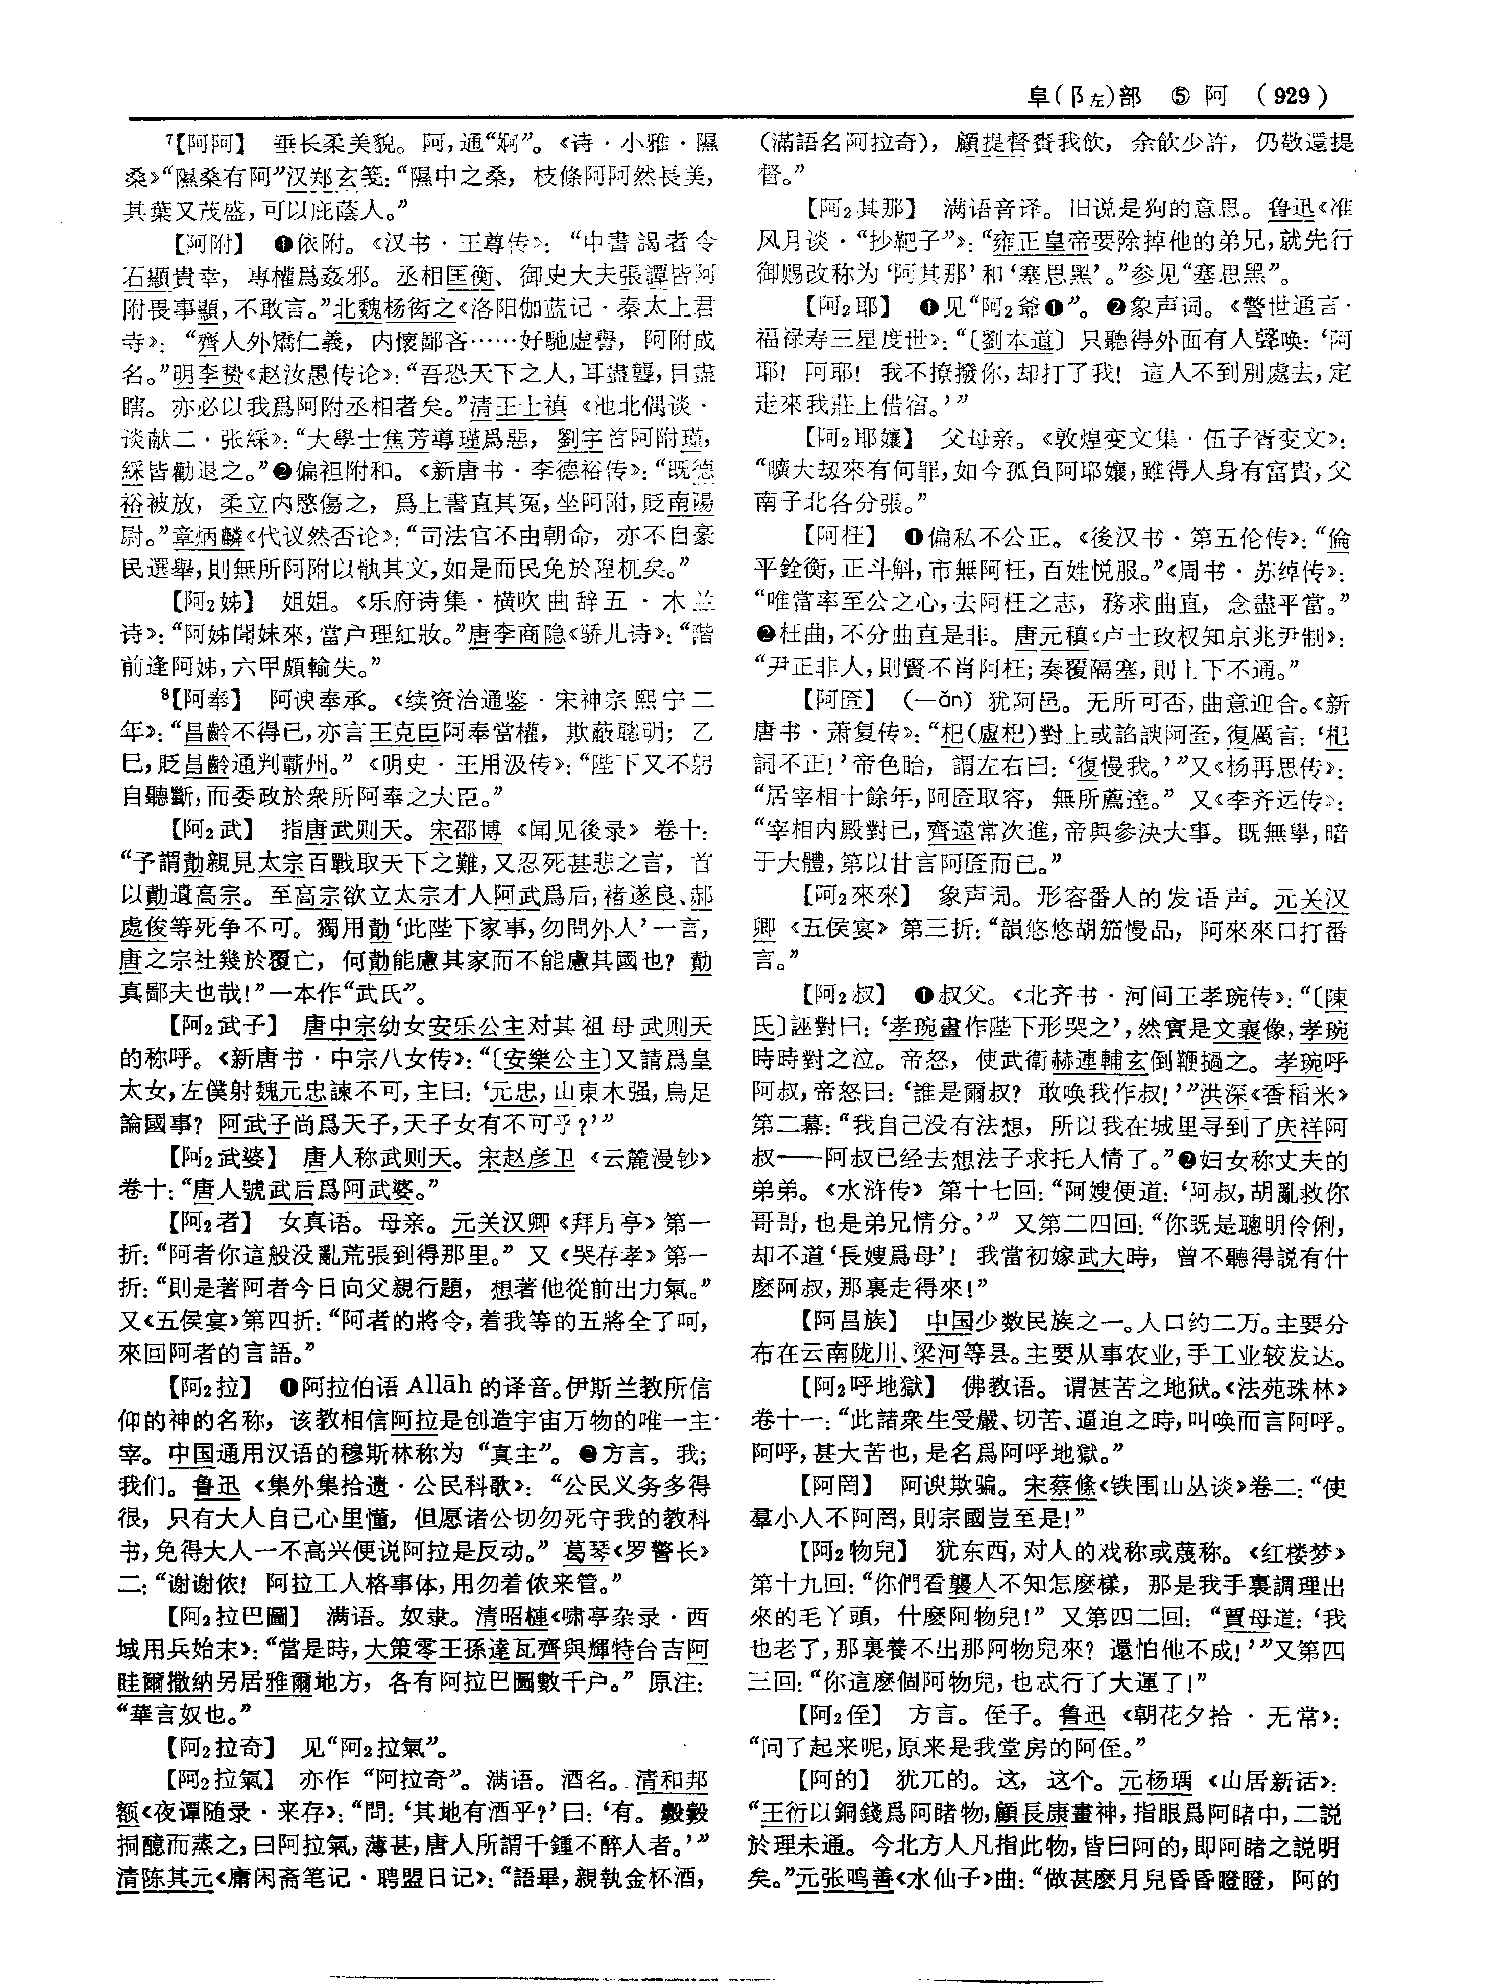 阜(阝左)部 ⑤ 阿 (929)
⁷【阿阿】 垂长柔美貌。阿,通“婀”。《诗·小雅·隰
桑》“隰桑有阿”汉郑玄笺:“隰中之桑,枝條阿阿然長美,
其葉又茂盛,可以庇蔭人。”
【阿附】 ❶依附。《汉书·王尊传》:“中書謁者令
石顯貴幸,專權爲姦邪。丞相匡衡、御史大夫張譚皆阿
附畏事顯,不敢言。”北魏杨衒之《洛阳伽蓝记·秦太上君
寺》:“齊人外矯仁義,内懷鄙吝……好馳虚譽,阿附成
名。”明李贽《赵汝愚传论》:“吾恐天下之人,耳盡聾,目盡
瞎。亦必以我爲阿附丞相者矣。”清王士禛《池北偶谈·
谈献二·张綵》:“大學士焦芳導瑾爲惡,劉宇首阿附瑾,
綵皆勸退之。”❷偏袒附和。《新唐书·李德裕传》:“既德
裕被放,柔立内愍傷之,爲上書直其冤,坐阿附,貶南陽
尉。”章炳麟《代议然否论》:“司法官不由朝命,亦不自豪
民選舉,則無所阿附以骩其文,如是而民免於隉杌矣。”
【阿₂姊】 姐姐。《乐府诗集·横吹曲辞五·木兰
诗》:“阿姊聞妹來,當户理紅妝。”唐李商隐《骄儿诗》:“階
前逢阿姊,六甲頗輸失。”
⁸【阿奉】 阿谀奉承。《续资治通鉴·宋神宗熙宁二
年》:“昌齡不得已,亦言王克臣阿奉當權,欺蔽聰明;乙
巳,貶昌齡通判蘄州。”《明史·王用汲传》:“陛下又不躬
自聽斷,而委政於衆所阿奉之大臣。”
【阿₂武】 指唐武则天。宋邵博《闻见後录》卷十:
“予謂勣親見太宗百戰取天下之難,又忍死甚悲之言,首
以勣遺高宗。至高宗欲立太宗才人阿武爲后,褚遂良、郝
處俊等死争不可。獨用勣‘此陛下家事,勿問外人’一言,
唐之宗社幾於覆亡,何勣能慮其家而不能慮其國也?勣
真鄙夫也哉!”一本作“武氏”。
【阿₂武子】 唐中宗幼女安乐公主对其祖母武则天
的称呼。《新唐书·中宗八女传》:“〔安樂公主〕又請爲皇
太女,左僕射魏元忠諫不可,主曰:‘元忠,山東木强,烏足
論國事?阿武子尚爲天子,天子女有不可乎?’”
【阿₂武婆】 唐人称武则天。宋赵彦卫《云麓漫钞》
卷十:“唐人號武后爲阿武婆。”
【阿₂者】 女真语。母亲。元关汉卿《拜月亭》第一
折:“阿者你這般没亂荒張到得那里。”又《哭存孝》第一
折:“則是著阿者今日向父親行題,想著他從前出力氣。”
又《五侯宴》第四折:“阿者的將令,着我等的五將全了呵,
來回阿者的言語。”
【阿₂拉】 ❶阿拉伯语Allāh的译音。伊斯兰教所信
仰的神的名称,该教相信阿拉是创造宇宙万物的唯一主
宰。中国通用汉语的穆斯林称为“真主”。❷方言。我;
我们。鲁迅《集外集拾遗·公民科歌》:“公民义务多得
很,只有大人自己心里懂,但愿诸公切勿死守我的教科
书,免得大人一不高兴便说阿拉是反动。”葛琴《罗警长》
二:“谢谢侬!阿拉工人格事体,用勿着侬来管。”
【阿₂拉巴圖】 满语。奴隶。清昭槤《啸亭杂录·西
域用兵始末》:“當是時,大策零王孫達瓦齊與輝特台吉阿
睦爾撒纳另居雅爾地方,各有阿拉巴圖數千户。”原注:
“華言奴也。”
【阿₂拉奇】 见“阿₂拉氣”。
【阿₂拉氣】 亦作“阿拉奇”。满语。酒名。清和邦
额《夜谭随录·来存》:“問:‘其地有酒乎?’曰:‘有。穀穀
挏醷而蒸之,曰阿拉氣,薄甚,唐人所謂千鍾不醉人者。’”
清陈其元《庸闲斋笔记·聘盟日记》:“語畢,親執金杯酒,
(滿語名阿拉奇),顧提督賚我飲,余飲少許,仍敬還提
督。”
【阿₂其那】 满语音译。旧说是狗的意思。鲁迅《准
风月谈·“抄靶子”》:“雍正皇帝要除掉他的弟兄,就先行
御赐改称为‘阿其那’和‘塞思黑’。”参见“塞思黑”。
【阿₂耶】 ❶见“阿₂爺❶”。❷象声词。《警世通言·
福禄寿三星度世》:“〔劉本道〕只聽得外面有人聲唤:‘阿
耶!阿耶!我不撩撥你,却打了我!這人不到別處去,定
走來我莊上借宿。’”
【阿₂耶孃】 父母亲。《敦煌变文集·伍子胥变文》:
“曠大刼來有何罪,如今孤負阿耶孃,雖得人身有富貴,父
南子北各分張。”
【阿枉】 ❶偏私不公正。《後汉书·第五伦传》:“倫
平銓衡,正斗斛,市無阿枉,百姓悦服。”《周书·苏绰传》:
“唯當率至公之心,去阿枉之志,務求曲直,念盡平當。”
❷枉曲,不分曲直是非。唐元稹《卢士玫权知京兆尹制》:
“尹正非人,則賢不肖阿枉;奏覆隔塞,則上下不通。”
【阿匼】 (—ǎn) 犹阿邑。无所可否,曲意迎合。《新
唐书·萧复传》:“杞(盧杞)對上或諂諛阿匼,復厲言:‘杞
詞不正!’帝色眙,謂左右曰:‘復慢我。’”又《杨再思传》:
“居宰相十餘年,阿匼取容,無所薦達。”又《李齐远传》:
“宰相内殿對已,齊遠常次進,帝與參決大事。既無學,暗
于大體,第以甘言阿匼而已。”
【阿₂來來】 象声词。形容番人的发语声。元关汉
卿《五侯宴》第三折:“韻悠悠胡笳慢品,阿來來口打番
言。”
【阿₂叔】 ❶叔父。《北齐书·河间王孝琬传》:“〔陳
氏〕誣對曰:‘孝琬畫作陛下形哭之’,然實是文襄像,孝琬
時時對之泣。帝怒,使武衛赫連輔玄倒鞭撾之。孝琬呼
阿叔,帝怒曰:‘誰是爾叔?敢唤我作叔!’”洪深《香稻米》
第二幕:“我自己没有法想,所以我在城里寻到了庆祥阿
叔——阿叔已经去想法子求托人情了。”❷妇女称丈夫的
弟弟。《水浒传》第十七回:“阿嫂便道:‘阿叔,胡亂救你
哥哥,也是弟兄情分。’”又第二四回:“你既是聰明伶俐,
却不道‘長嫂爲母’!我當初嫁武大時,曾不聽得説有什
麽阿叔,那裏走得來!”
【阿昌族】 中国少数民族之一。人口约二万。主要分
布在云南陇川、梁河等县。主要从事农业,手工业较发达。
【阿₂呼地獄】 佛教语。谓甚苦之地狱。《法苑珠林》
卷十一:“此諸衆生受嚴、切苦、逼迫之時,叫唤而言阿呼。
阿呼,甚大苦也,是名爲阿呼地獄。”
【阿罔】 阿谀欺骗。宋蔡絛《铁围山丛谈》卷二:“使
羣小人不阿罔,則宗國豈至是!”
【阿₂物兒】 犹东西,对人的戏称或蔑称。《红楼梦》
第十九回:“你們看襲人不知怎麽樣,那是我手裏調理出
來的毛丫頭,什麽阿物兒!”又第四二回:“賈母道:‘我
也老了,那裏養不出那阿物兒來?還怕他不成!’”又第四
三回:“你這麽個阿物兒,也忒行了大運了!”
【阿₂侄】 方言。侄子。鲁迅《朝花夕拾·无常》:
“问了起来呢,原来是我堂房的阿侄。”
【阿的】 犹兀的。这,这个。元杨瑀《山居新话》:
“王衍以銅錢爲阿睹物,顧長康畫神,指眼爲阿睹中,二説
於理未通。今北方人凡指此物,皆曰阿的,即阿睹之説明
矣。”元张鸣善《水仙子》曲:“做甚麽月兒昏昏瞪瞪,阿的